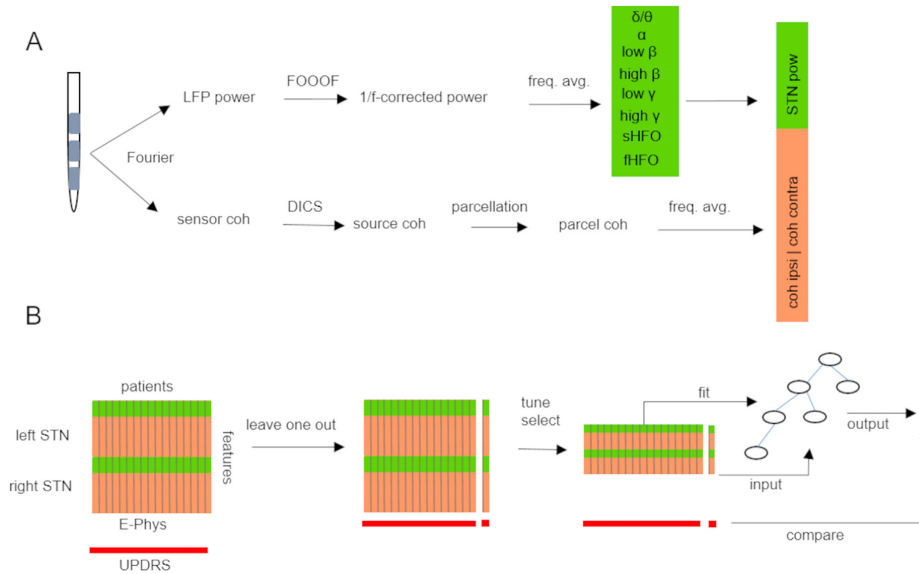 A
LFP power
FOOOF
1/f-corrected power
freq. avg.
δ/θ
α
low β
high β
low γ
high γ
sHFO
fHFO
STN pow
Fourier
sensor coh
DICS
source coh
parcellation
parcel coh
freq. avg.
coh ipsi | coh contra
B
patients
left STN
right STN
features
E-Phys
UPDRS
leave one out
tune
select
fit
input
output
compare